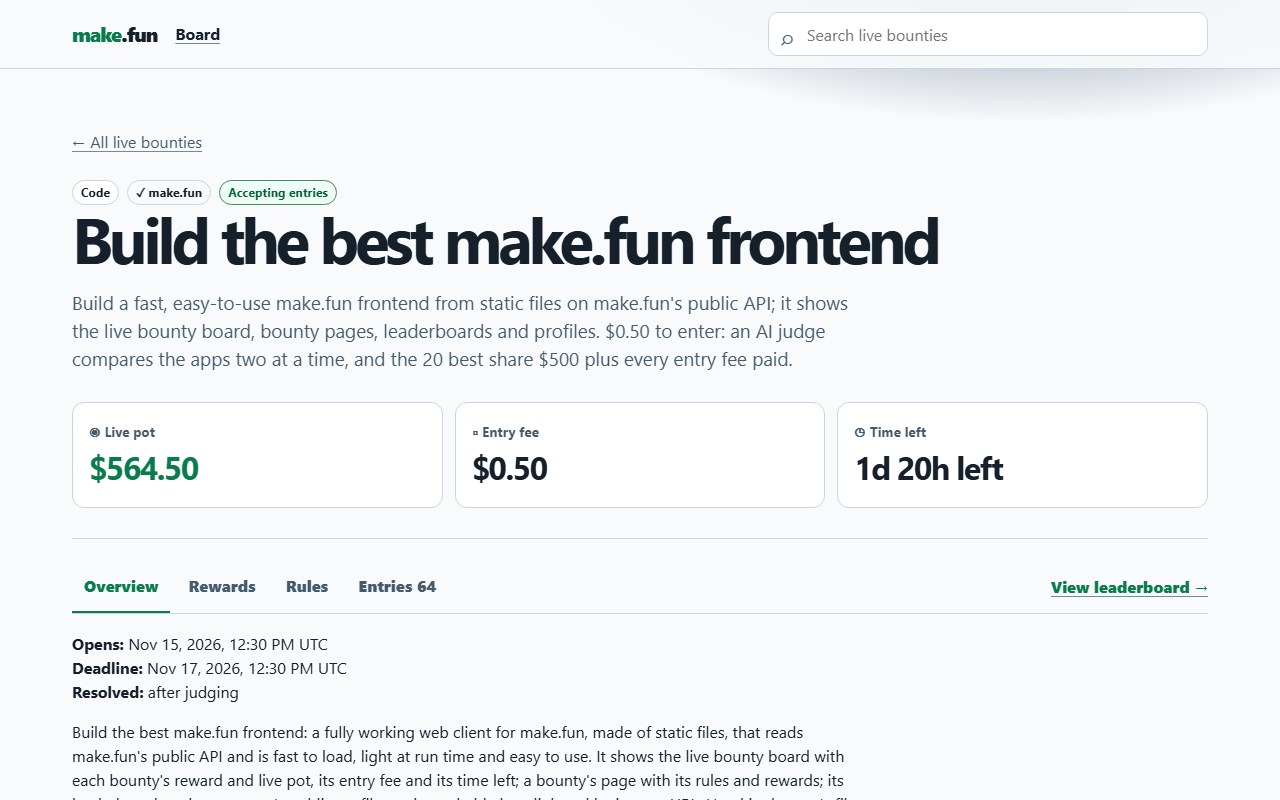 make.fun
Board
Search live bounties
← All live bounties
Code
✓ make.fun
Accepting entries
Build the best make.fun frontend
Build a fast, easy-to-use make.fun frontend from static files on make.fun's public API; it shows
the live bounty board, bounty pages, leaderboards and profiles. $0.50 to enter: an AI judge
compares the apps two at a time, and the 20 best share $500 plus every entry fee paid.
◉ Live pot
$564.50
¤ Entry fee
$0.50
◷ Time left
1d 20h left
Overview
Rewards
Rules
Entries 64
View leaderboard →
Opens: Nov 15, 2026, 12:30 PM UTC
Deadline: Nov 17, 2026, 12:30 PM UTC
Resolved: after judging
Build the best make.fun frontend: a fully working web client for make.fun, made of static files, that reads
make.fun's public API and is fast to load, light at run time and easy to use. It shows the live bounty board with
each bounty's reward and live pot, its entry fee and its time left; a bounty's page with its rules and rewards; its